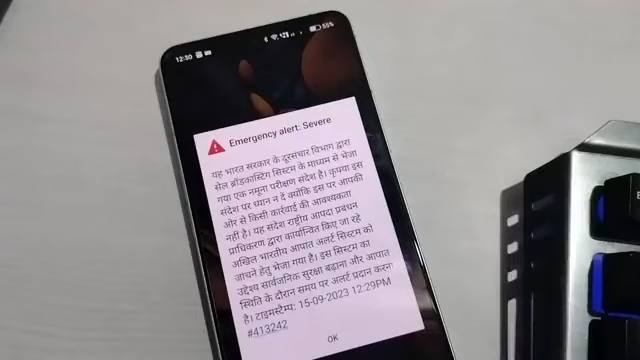 12:30
55%
Emergency alert: Severe
यह भारत सरकार के दूरसंचार विभाग द्वारा
सेल ब्रॉडकास्टिंग सिस्टम के माध्यम से भेजा
गया एक नमूना परीक्षण संदेश है। कृपया इस
संदेश पर ध्यान न दें क्योंकि इस पर आपकी
ओर से किसी कार्रवाई की आवश्यकता
नहीं है। यह संदेश राष्ट्रीय आपदा प्रबंधन
प्राधिकरण द्वारा कार्यान्वित किए जा रहे
अखिल भारतीय आपात अलर्ट सिस्टम को
जांचने हेतु भेजा गया है। इस सिस्टम का
उद्देश्य सार्वजनिक सुरक्षा बढ़ाना और आपात
स्थिति के दौरान समय पर अलर्ट प्रदान करना
है। टाइमस्टैम्प: 15-09-2023 12:29PM
#413242
OK